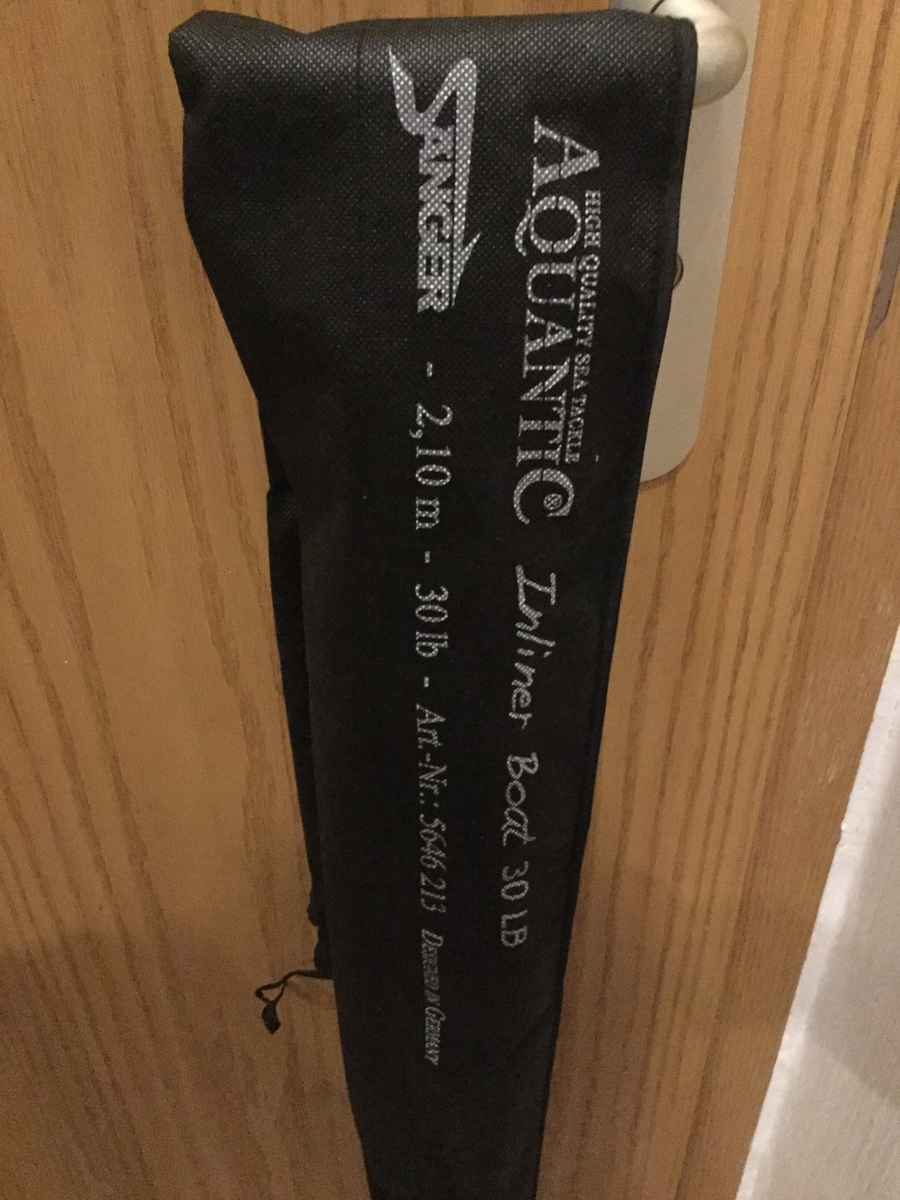 HIGH QUALITY SEA TACKLE
AQUANTIC Inliner Boat 30 LB
SÄNGER - 2,10 m - 30 lb - Art.-Nr.: 5646 213 DESIGNED IN GERMANY